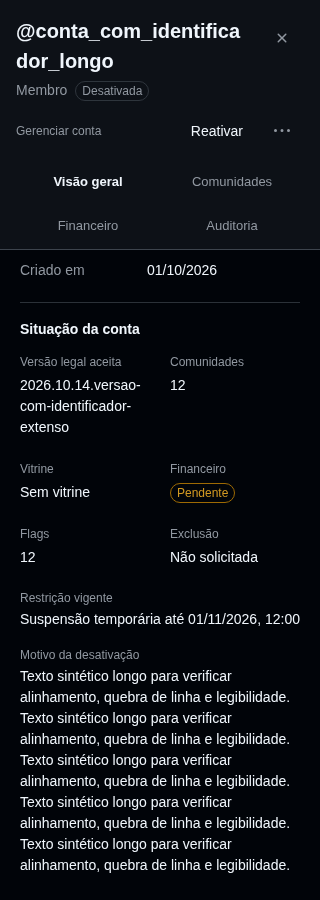 @conta_com_identifica
dor_longo
Membro Desativada
Gerenciar conta Reativar
Visão geral Comunidades
Financeiro Auditoria
Criado em 01/10/2026
Situação da conta
Versão legal aceita Comunidades
2026.10.14.versao- 12
com-identificador-
extenso
Vitrine Financeiro
Sem vitrine Pendente
Flags Exclusão
12 Não solicitada
Restrição vigente
Suspensão temporária até 01/11/2026, 12:00
Motivo da desativação
Texto sintético longo para verificar
alinhamento, quebra de linha e legibilidade.
Texto sintético longo para verificar
alinhamento, quebra de linha e legibilidade.
Texto sintético longo para verificar
alinhamento, quebra de linha e legibilidade.
Texto sintético longo para verificar
alinhamento, quebra de linha e legibilidade.
Texto sintético longo para verificar
alinhamento, quebra de linha e legibilidade.